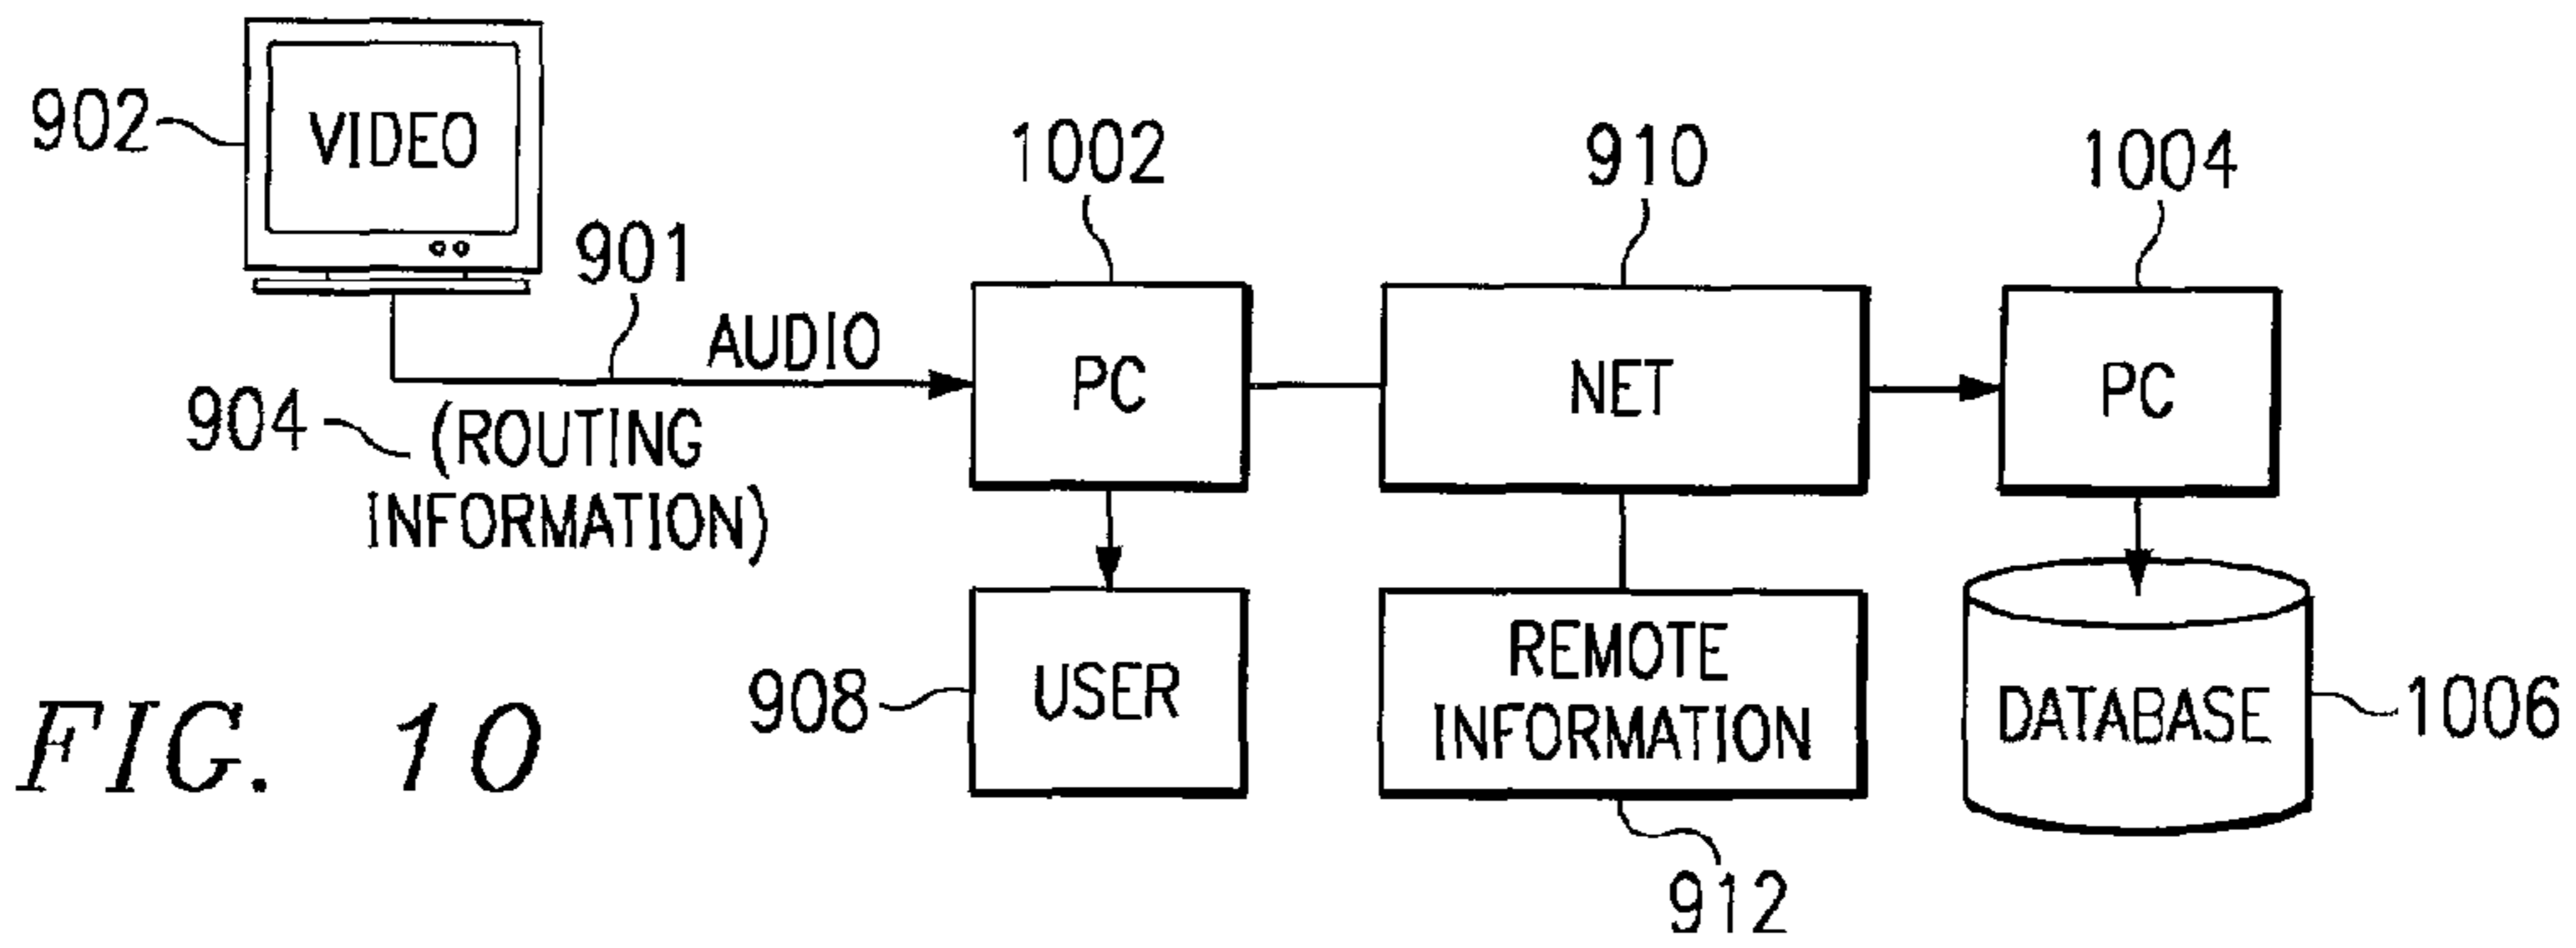 902
VIDEO
901
AUDIO
904
(ROUTING
INFORMATION)
1002
PC
910
NET
1004
PC
908
USER
REMOTE
INFORMATION
912
DATABASE
1006
FIG. 10